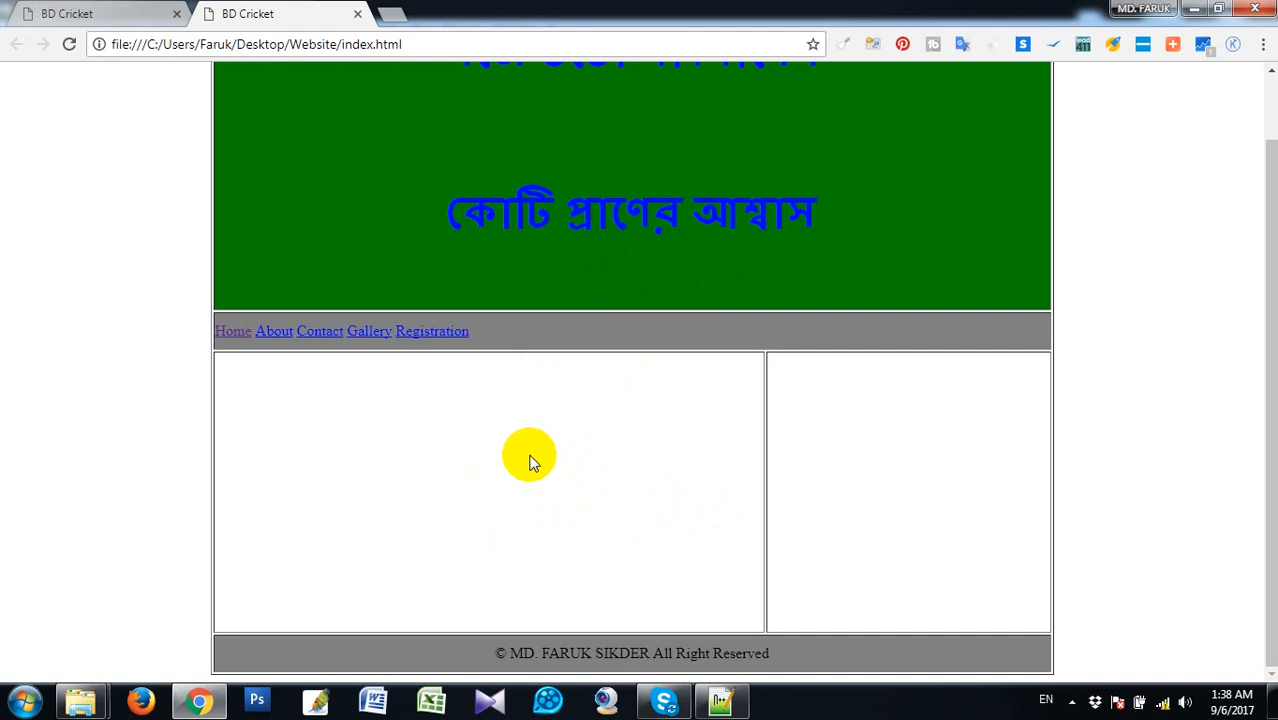 BD Cricket
BD Cricket
MD. FARUK
file:///C:/Users/Faruk/Desktop/Website/index.html
কোটি প্রাণের আশ্বাস
Home About Contact Gallery Registration
© MD. FARUK SIKDER All Right Reserved
EN
1:38 AM
9/6/2017